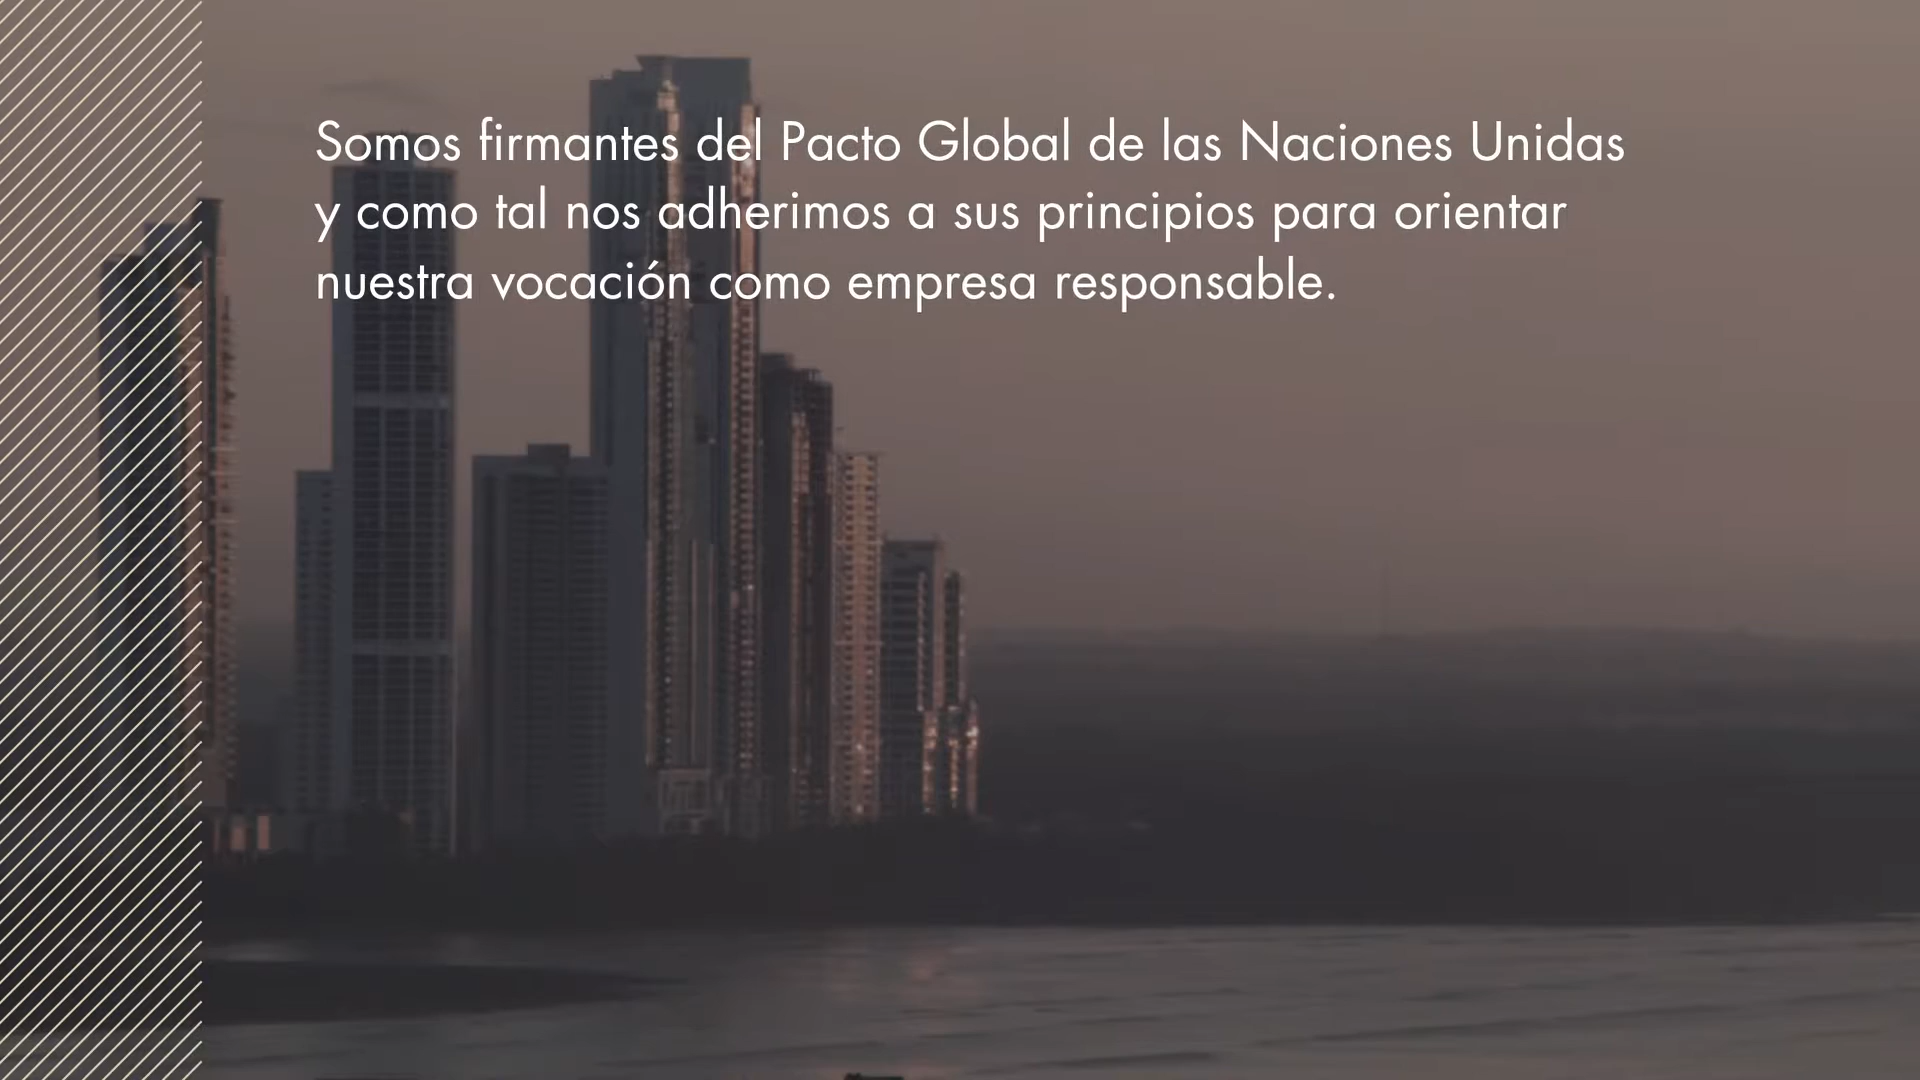 Somos firmantes del Pacto Global de las Naciones Unidas
y como tal nos adherimos a sus principios para orientar
nuestra vocación como empresa responsable.